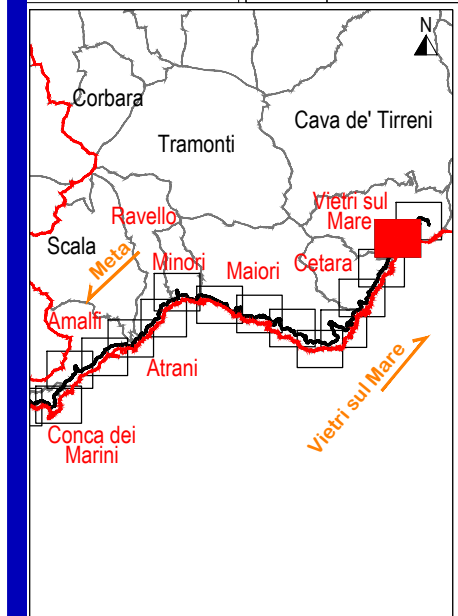 N
Corbara
Cava de' Tirreni
Tramonti
Vietri sul
Mare
Ravello
Scala
Meta
Minori
Maiori
Cetara
Amalfi
Atrani
Vietri sul Mare
Conca dei
Marini